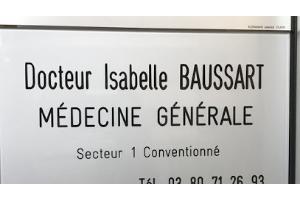 Docteur Isabelle BAUSSART
MÉDECINE GÉNÉRALE
Secteur 1 Conventionné
Tél 03 80 71 26 93